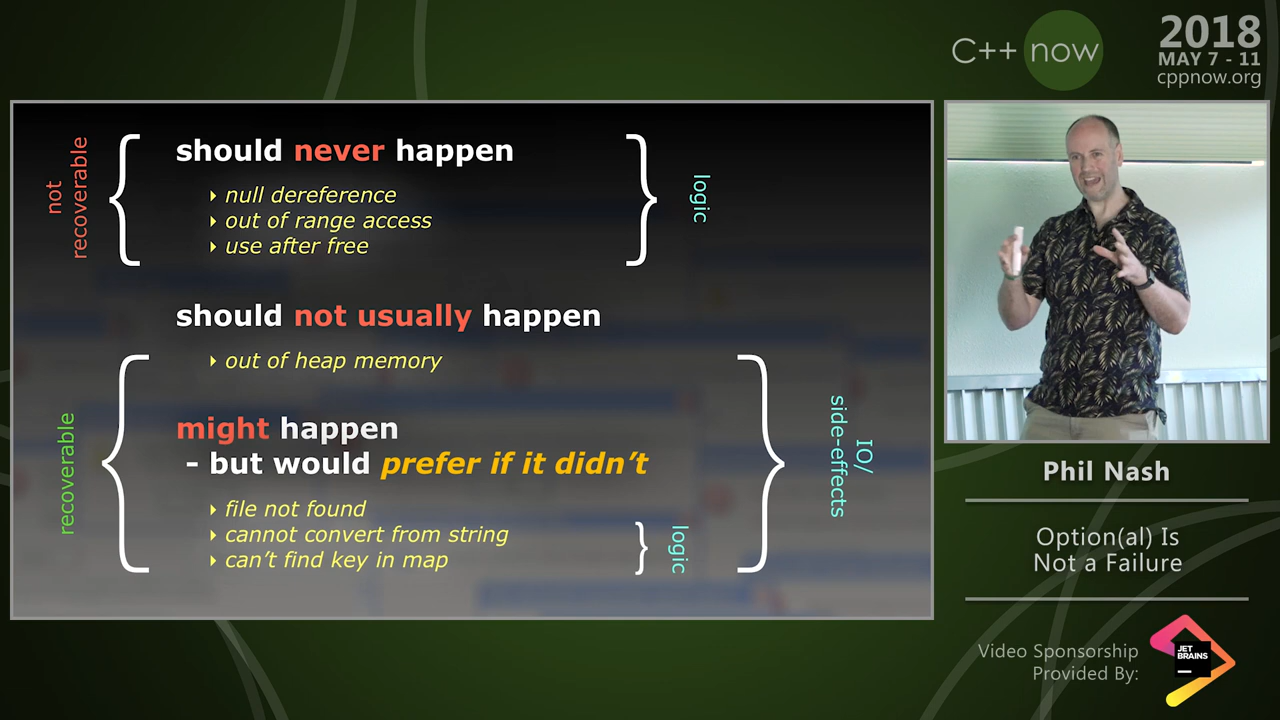 C++ now
2018
MAY 7 - 11
cppnow.org
not
recoverable
should never happen
null dereference
out of range access
use after free
logic
should not usually happen
out of heap memory
recoverable
might happen
- but would prefer if it didn't
file not found
cannot convert from string
can't find key in map
logic
IO/
side-effects
Phil Nash
Option(al) Is
Not a Failure
Video Sponsorship
Provided By:
JET
BRAINS